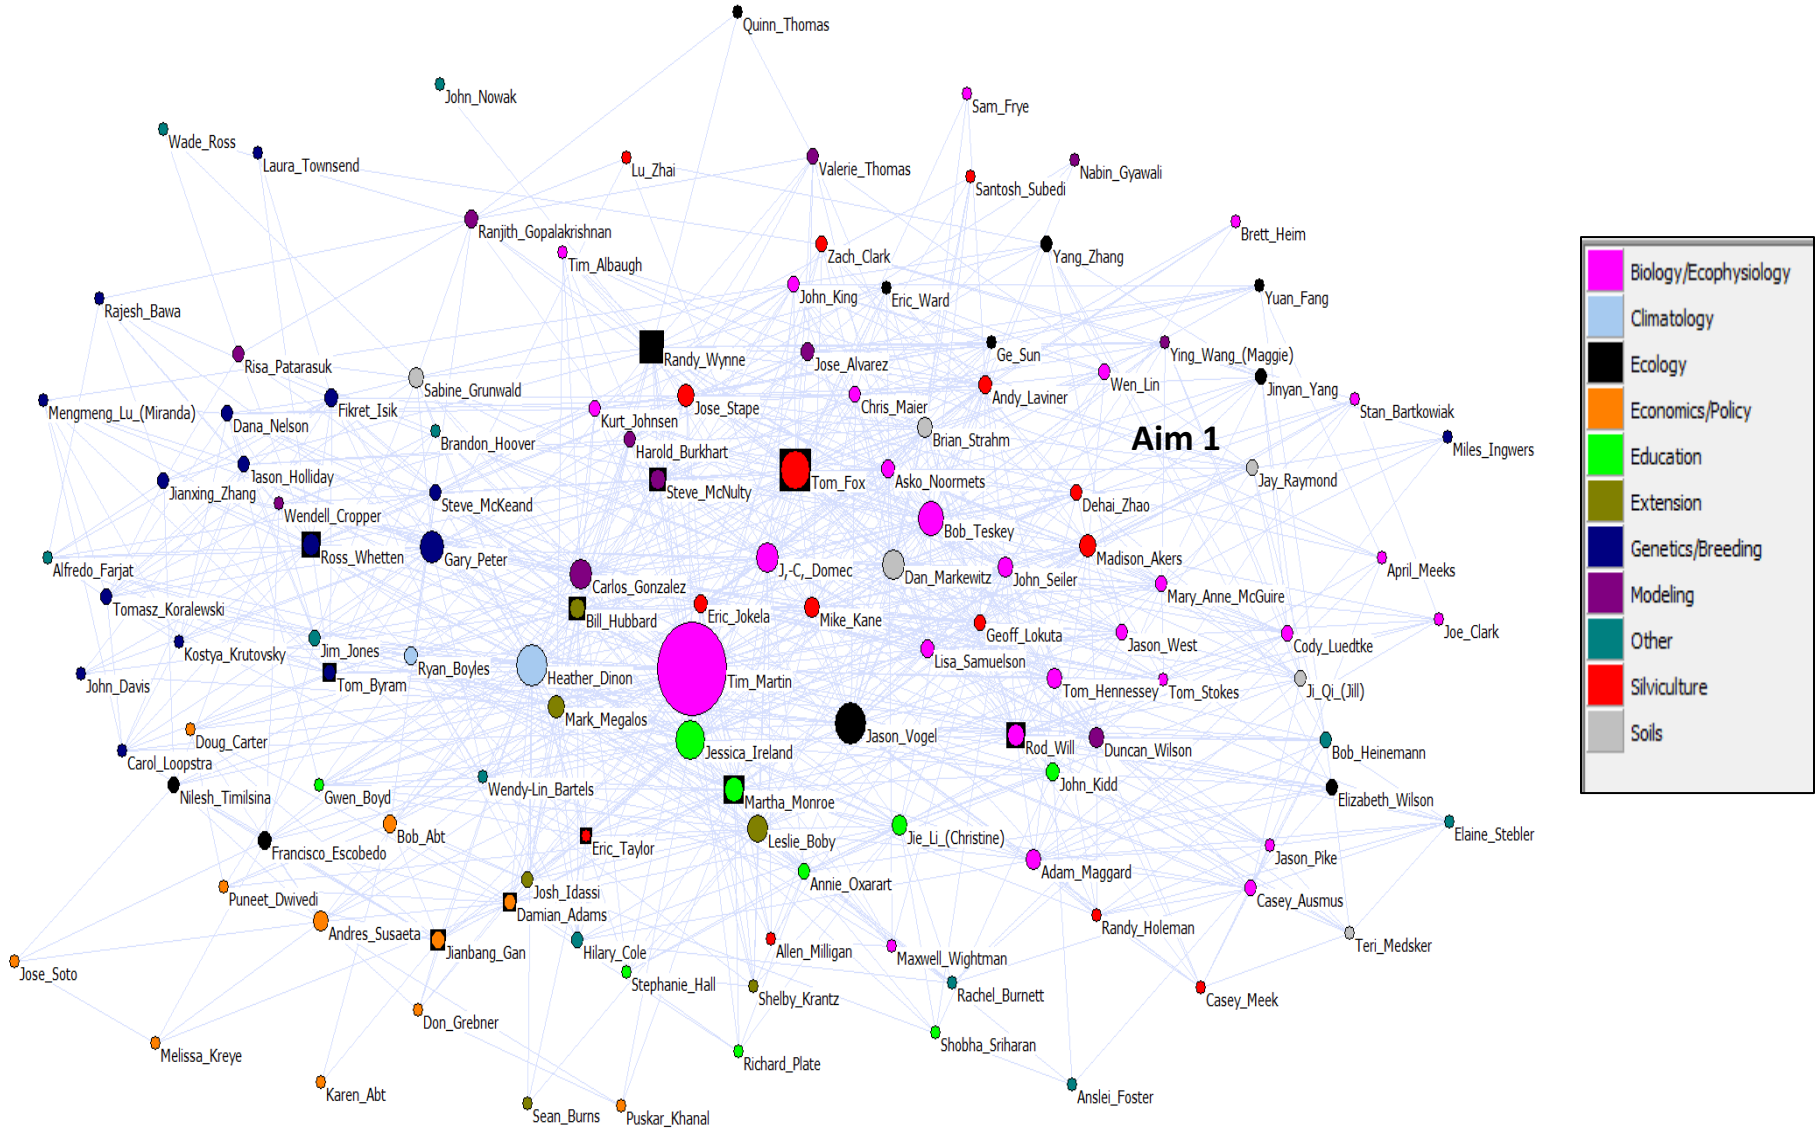 Quinn_Thomas
John_Nowak
Sam_Frye
Wade_Ross
Laura_Townsend
Lu_Zhai
Valerie_Thomas
Nabin_Gyawali
Santosh_Subedi
Ranjith_Gopalakrishnan
Brett_Heim
Tim_Albaugh
Zach_Clark
Yang_Zhang
John_King
Eric_Ward
Yuan_Fang
Rajesh_Bawa
Risa_Patarasuk
Randy_Wynne
Jose_Alvarez
Ge_Sun
Ying_Wang_(Maggie)
Sabine_Grunwald
Wen_Lin
Jinyan_Yang
Mengmeng_Lu_(Miranda)
Dana_Nelson
Fikret_Isik
Jose_Stape
Chris_Maier
Andy_Laviner
Stan_Bartkowiak
Kurt_Johnsen
Brandon_Hoover
Brian_Strahm
Aim 1
Miles_Ingwers
Harold_Burkhart
Jason_Holliday
Jianxing_Zhang
Steve_McNulty
Tom_Fox
Asko_Noormets
Jay_Raymond
Wendell_Cropper
Steve_McKeand
Dehai_Zhao
Bob_Teskey
Ross_Whetten
Gary_Peter
Madison_Akers
Alfredo_Farjat
Carlos_Gonzalez
J,-C,_Domec
Dan_Markewitz
John_Seiler
April_Meeks
Mary_Anne_McGuire
Tomasz_Koralewski
Bill_Hubbard
Eric_Jokela
Mike_Kane
Geoff_Lokuta
Jason_West
Cody_Luedtke
Joe_Clark
Kostya_Krutovsky
Jim_Jones
Ryan_Boyles
Lisa_Samuelson
John_Davis
Tom_Byram
Heather_Dinon
Tim_Martin
Tom_Hennessey
Tom_Stokes
Ji_Qi_(Jill)
Mark_Megalos
Doug_Carter
Jason_Vogel
Jessica_Ireland
Rod_Will
Duncan_Wilson
Bob_Heinemann
Carol_Loopstra
Nilesh_Timilsina
Gwen_Boyd
Wendy-Lin_Bartels
Martha_Monroe
John_Kidd
Elizabeth_Wilson
Francisco_Escobedo
Bob_Abt
Eric_Taylor
Leslie_Boby
Jie_Li_(Christine)
Elaine_Stebler
Jason_Pike
Adam_Maggard
Puneet_Dwivedi
Josh_Idassi
Annie_Oxarart
Casey_Ausmus
Damian_Adams
Andres_Susaeta
Randy_Holeman
Jianbang_Gan
Hilary_Cole
Allen_Milligan
Maxwell_Wightman
Teri_Medsker
Jose_Soto
Stephanie_Hall
Shelby_Krantz
Rachel_Burnett
Casey_Meek
Don_Grebner
Shobha_Sriharan
Melissa_Kreye
Richard_Plate
Karen_Abt
Anslei_Foster
Sean_Burns
Puskar_Khanal
Biology/Ecophysiology
Climatology
Ecology
Economics/Policy
Education
Extension
Genetics/Breeding
Modeling
Other
Silviculture
Soils